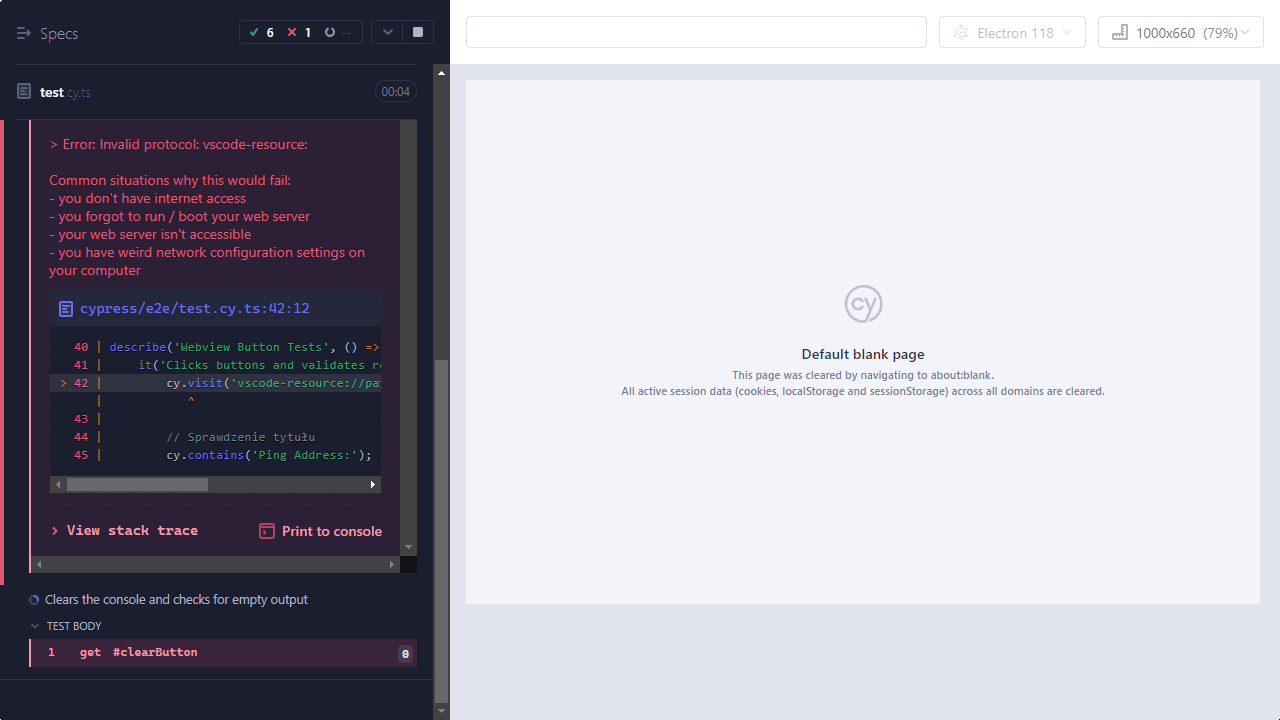 Specs
6
1
--
Electron 118
1000x660 (79%)
test.cy.ts
00:04
> Error: Invalid protocol: vscode-resource:
Common situations why this would fail:
- you don't have internet access
- you forgot to run / boot your web server
- your web server isn't accessible
- you have weird network configuration settings on
your computer
cypress/e2e/test.cy.ts:42:12
40 | describe('Webview Button Tests', () =>
41 | it('Clicks buttons and validates re
> 42 | cy.visit('vscode-resource://pa
| ^
43 |
44 | // Sprawdzenie tytułu
45 | cy.contains('Ping Address:');
View stack trace
Print to console
Clears the console and checks for empty output
TEST BODY
1 get #clearButton 0
cy
Default blank page
This page was cleared by navigating to about:blank.
All active session data (cookies, localStorage and sessionStorage) across all domains are cleared.